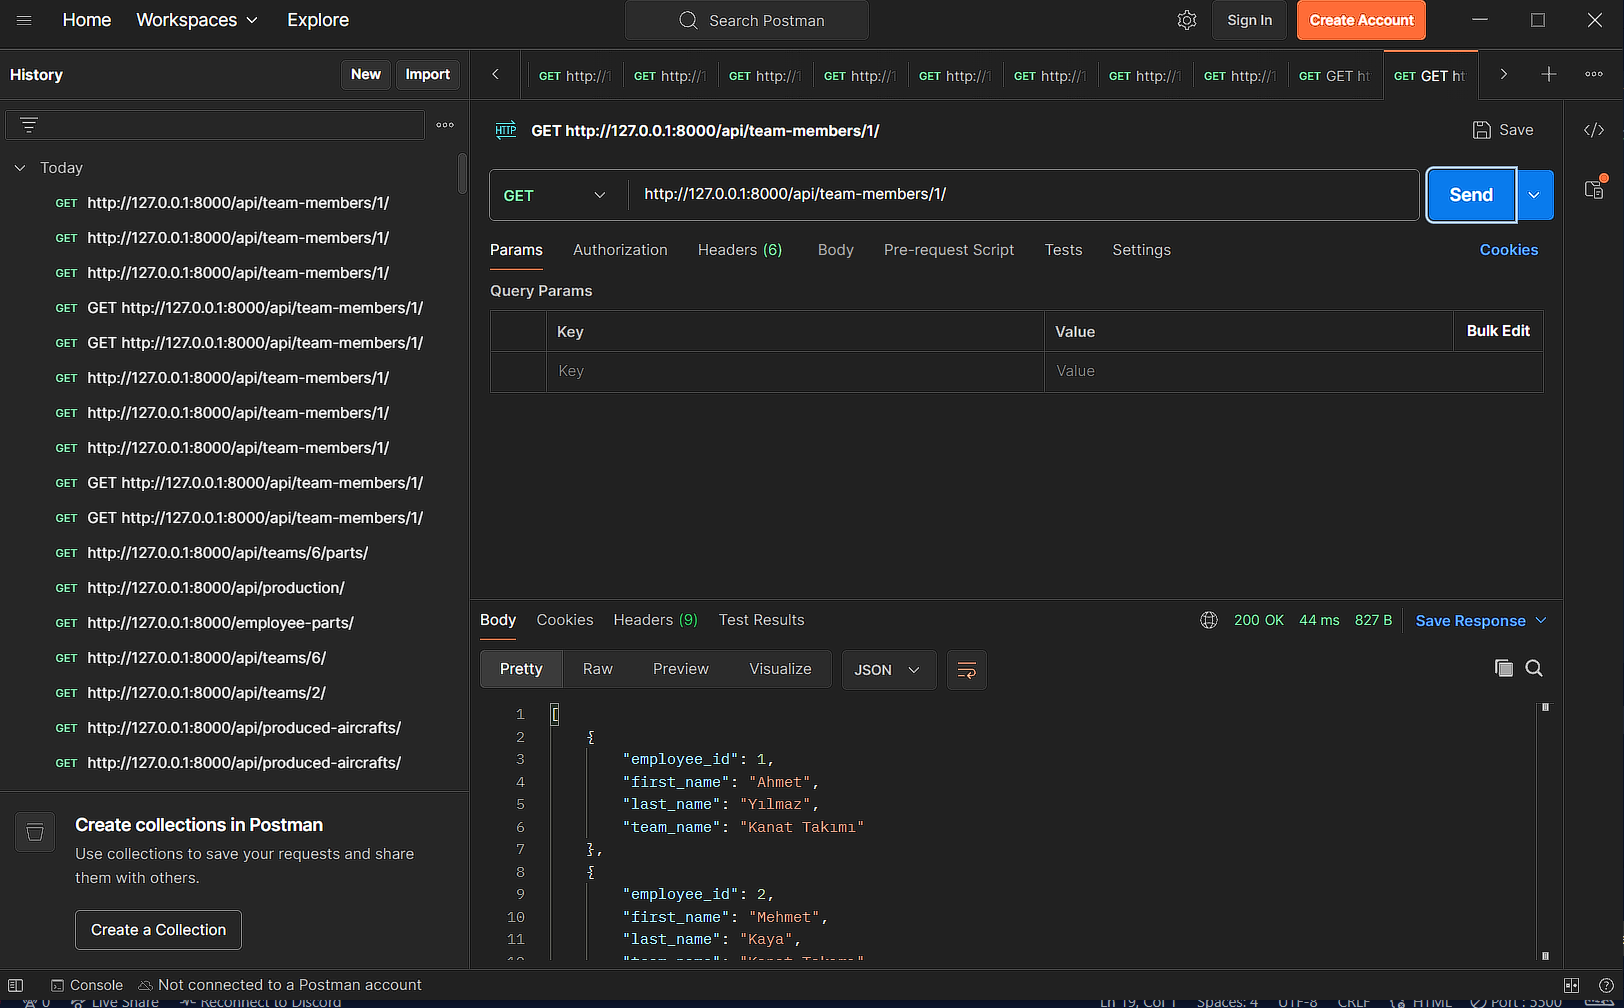 Home Workspaces Explore Search Postman Sign In Create Account
History New Import
GET http://1 GET http://1 GET http://1 GET http://1 GET http://1 GET http://1 GET http://1 GET http://1 GET GET ht GET GET ht
HTTP GET http://127.0.0.1:8000/api/team-members/1/ Save </>
Today
GET http://127.0.0.1:8000/api/team-members/1/
GET http://127.0.0.1:8000/api/team-members/1/
GET http://127.0.0.1:8000/api/team-members/1/
GET GET http://127.0.0.1:8000/api/team-members/1/
GET GET http://127.0.0.1:8000/api/team-members/1/
GET http://127.0.0.1:8000/api/team-members/1/
GET http://127.0.0.1:8000/api/team-members/1/
GET http://127.0.0.1:8000/api/team-members/1/
GET GET http://127.0.0.1:8000/api/team-members/1/
GET GET http://127.0.0.1:8000/api/team-members/1/
GET http://127.0.0.1:8000/api/teams/6/parts/
GET http://127.0.0.1:8000/api/production/
GET http://127.0.0.1:8000/employee-parts/
GET http://127.0.0.1:8000/api/teams/6/
GET http://127.0.0.1:8000/api/teams/2/
GET http://127.0.0.1:8000/api/produced-aircrafts/
GET http://127.0.0.1:8000/api/produced-aircrafts/
Create collections in Postman
Use collections to save your requests and share
them with others.
Create a Collection
GET http://127.0.0.1:8000/api/team-members/1/ Send
Params Authorization Headers (6) Body Pre-request Script Tests Settings Cookies
Query Params
Key Value Bulk Edit
Key Value
Body Cookies Headers (9) Test Results 200 OK 44 ms 827 B Save Response
Pretty Raw Preview Visualize JSON
1 [
2 {
3 "employee_id": 1,
4 "first_name": "Ahmet",
5 "last_name": "Yılmaz",
6 "team_name": "Kanat Takımı"
7 },
8 {
9 "employee_id": 2,
10 "first_name": "Mehmet",
11 "last_name": "Kaya",
12 "team_name": "Kanat Takımı"
Console Not connected to a Postman account
0 Live Share Reconnect to Discord Ln 19, Col 1 Spaces: 4 UTF-8 CRLF HTML Port : 5500